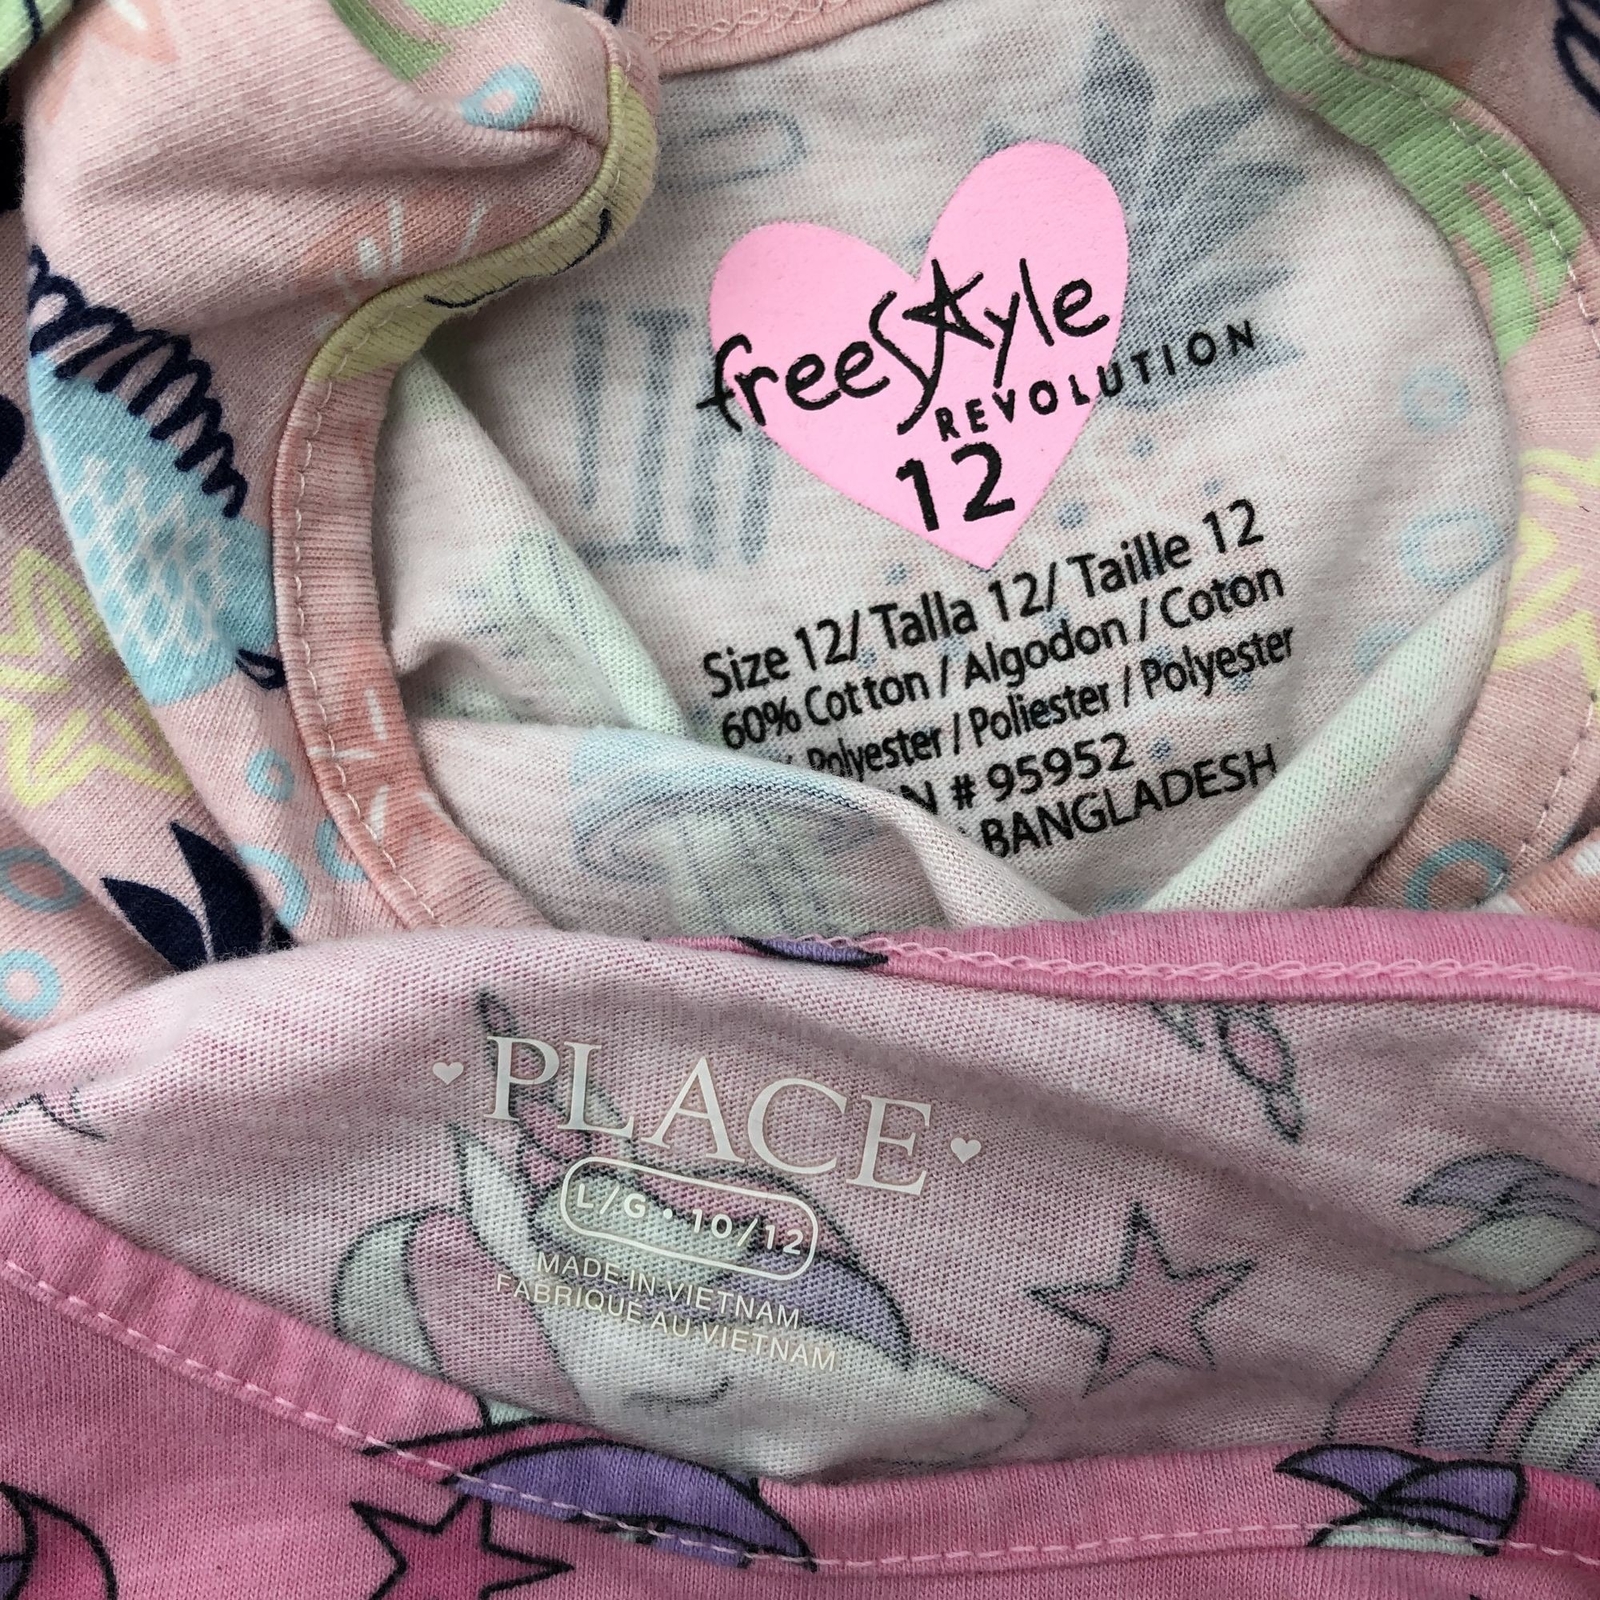 freestyle
REVOLUTION
12
Size 12/ Talla 12/ Taille 12
60% Cotton / Algodon / Coton
Polyester / Poliester / Polyester
# 95952
BANGLADESH
PLACE
L/G • 10/12
MADE IN VIETNAM
FABRIQUE AU VIETNAM